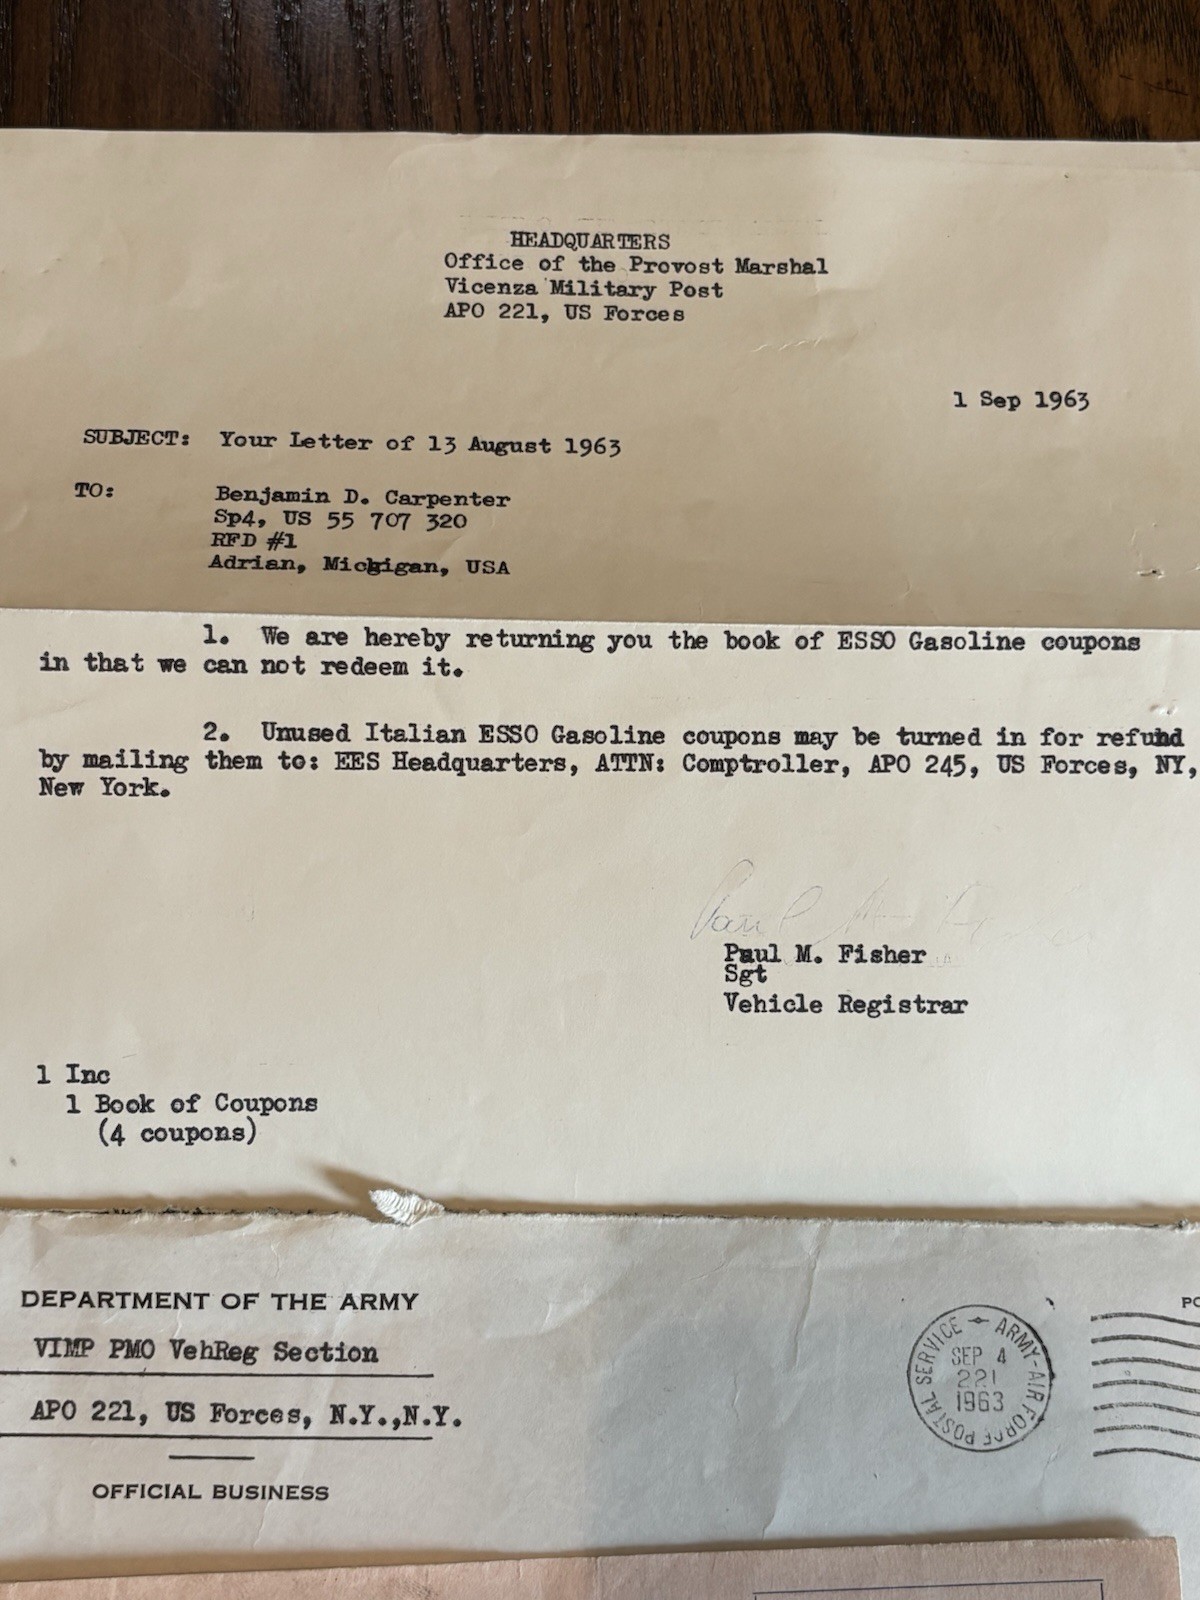 HEADQUARTERS
Office of the Provost Marshal
Vicenza Military Post
APO 221, US Forces
1 Sep 1963
SUBJECT: Your Letter of 13 August 1963
TO: Benjamin D. Carpenter
Sp4, US 55 707 320
RFD #1
Adrian, Michigan, USA
1. We are hereby returning you the book of ESSO Gasoline coupons
in that we can not redeem it.
2. Unused Italian ESSO Gasoline coupons may be turned in for refund
by mailing them to: EES Headquarters, ATTN: Comptroller, APO 245, US Forces, NY,
New York.
Paul M.
Paul M. Fisher
Sgt
Vehicle Registrar
1 Inc
1 Book of Coupons
(4 coupons)
DEPARTMENT OF THE ARMY
VIMP PMO VehReg Section
APO 221, US Forces, N.Y.,N.Y.
OFFICIAL BUSINESS
ARMY-AIR FORCE POSTAL SERVICE
SEP 4
221
1963